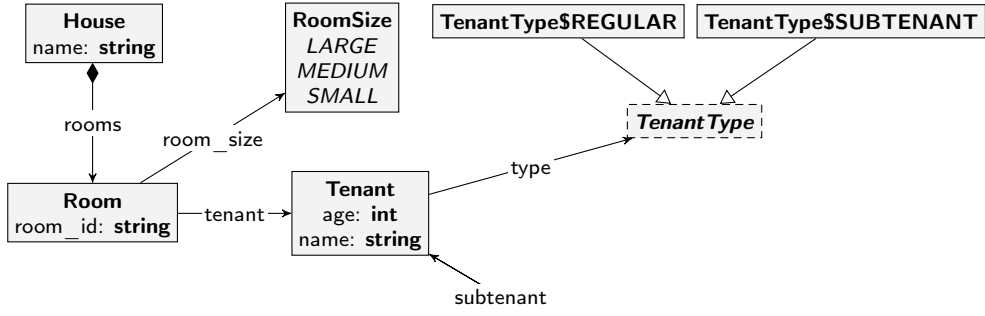 House
name: string
RoomSize
LARGE
MEDIUM
SMALL
TenantType$REGULAR
TenantType$SUBTENANT
rooms
room_size
TenantType
type
Room
room_id: string
tenant
Tenant
age: int
name: string
subtenant